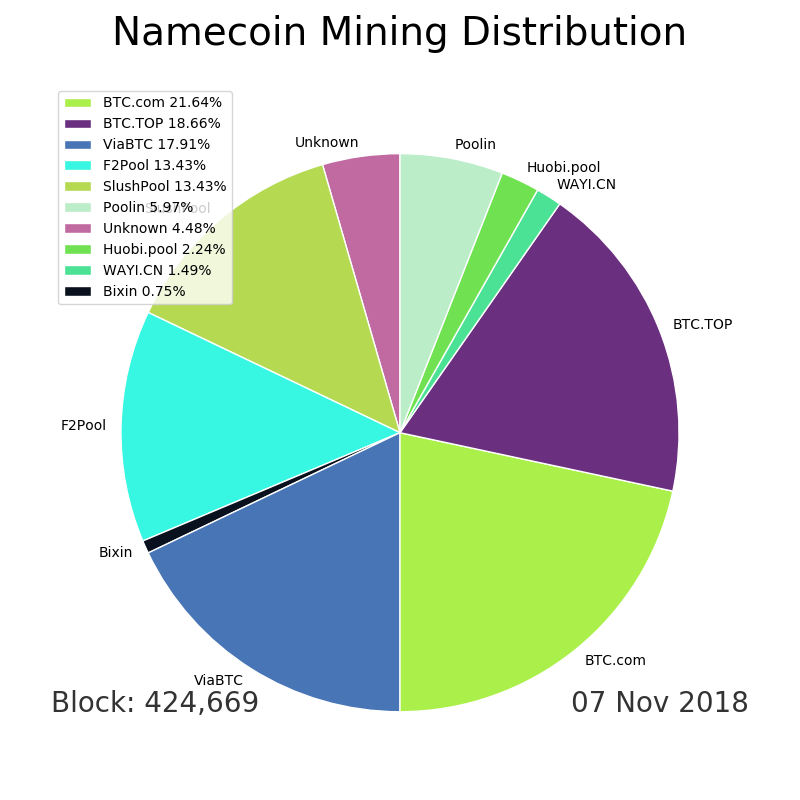 Namecoin Mining Distribution
BTC.com 21.64%
BTC.TOP 18.66%
ViaBTC 17.91%
F2Pool 13.43%
SlushPool 13.43%
Poolin 5.97%
Unknown 4.48%
Huobi.pool 2.24%
WAYI.CN 1.49%
Bixin 0.75%
Unknown
Poolin
Huobi.pool
WAYI.CN
SlushPool
BTC.TOP
F2Pool
Bixin
BTC.com
ViaBTC
Block: 424,669
07 Nov 2018